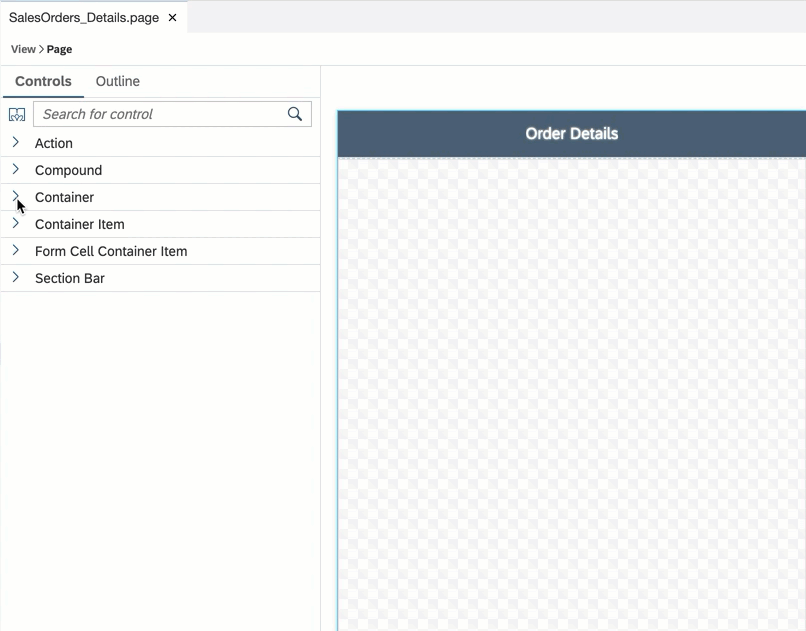 SalesOrders_Details.page ×
View > Page
Controls Outline
Search for control
Action
Compound
Container
Container Item
Form Cell Container Item
Section Bar
Order Details